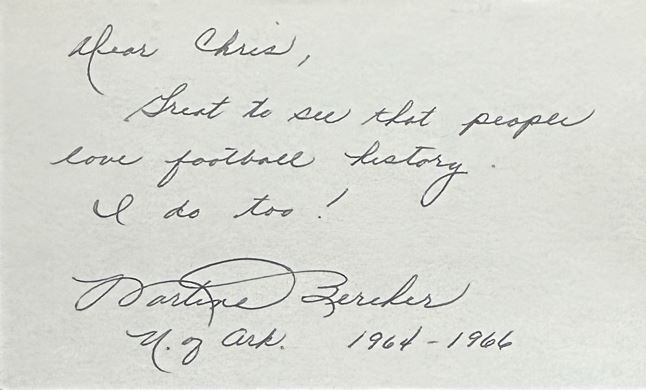 Dear Chris,
Great to see that people
love football history.
I do too!
Martine Bercher
U. of Ark. 1964-1966